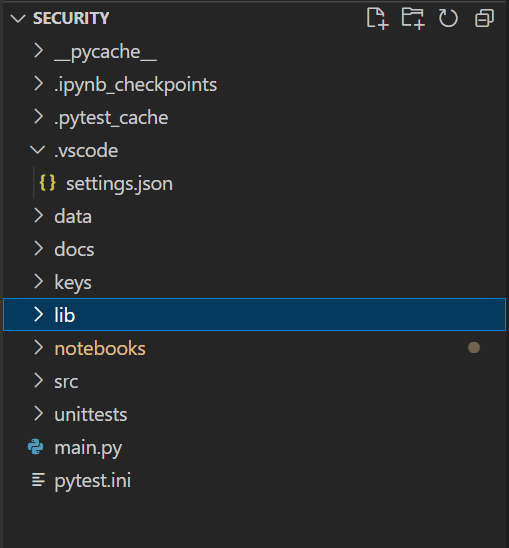 SECURITY
__pycache__
.ipynb_checkpoints
.pytest_cache
.vscode
{} settings.json
data
docs
keys
lib
notebooks
src
unittests
main.py
pytest.ini